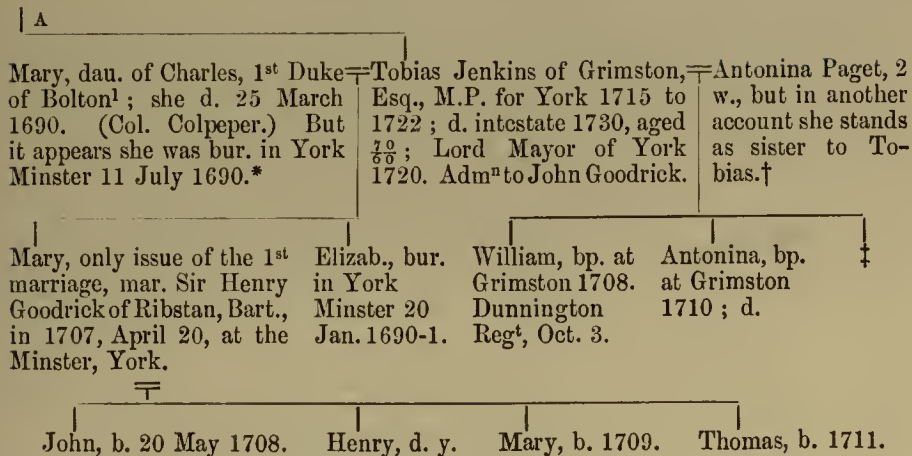 A
Mary, dau. of Charles, 1st Duke
of Bolton¹ ; she d. 25 March
1690. (Col. Colpeper.) But
it appears she was bur. in York
Minster 11 July 1690.*
Tobias Jenkins of Grimston,
Esq., M.P. for York 1715 to
1722 ; d. intestate 1730, aged
70/60 ; Lord Mayor of York
1720. Admⁿ to John Goodrick.
Antonina Paget, 2
w., but in another
account she stands
as sister to To-
bias.†
Mary, only issue of the 1st
marriage, mar. Sir Henry
Goodrick of Ribstan, Bart.,
in 1707, April 20, at the
Minster, York.
Elizab., bur.
in York
Minster 20
Jan. 1690-1.
William, bp. at
Grimston 1708.
Dunnington
Regt, Oct. 3.
Antonina, bp.
at Grimston
1710 ; d.
‡
John, b. 20 May 1708. Henry, d. y. Mary, b. 1709. Thomas, b. 1711.